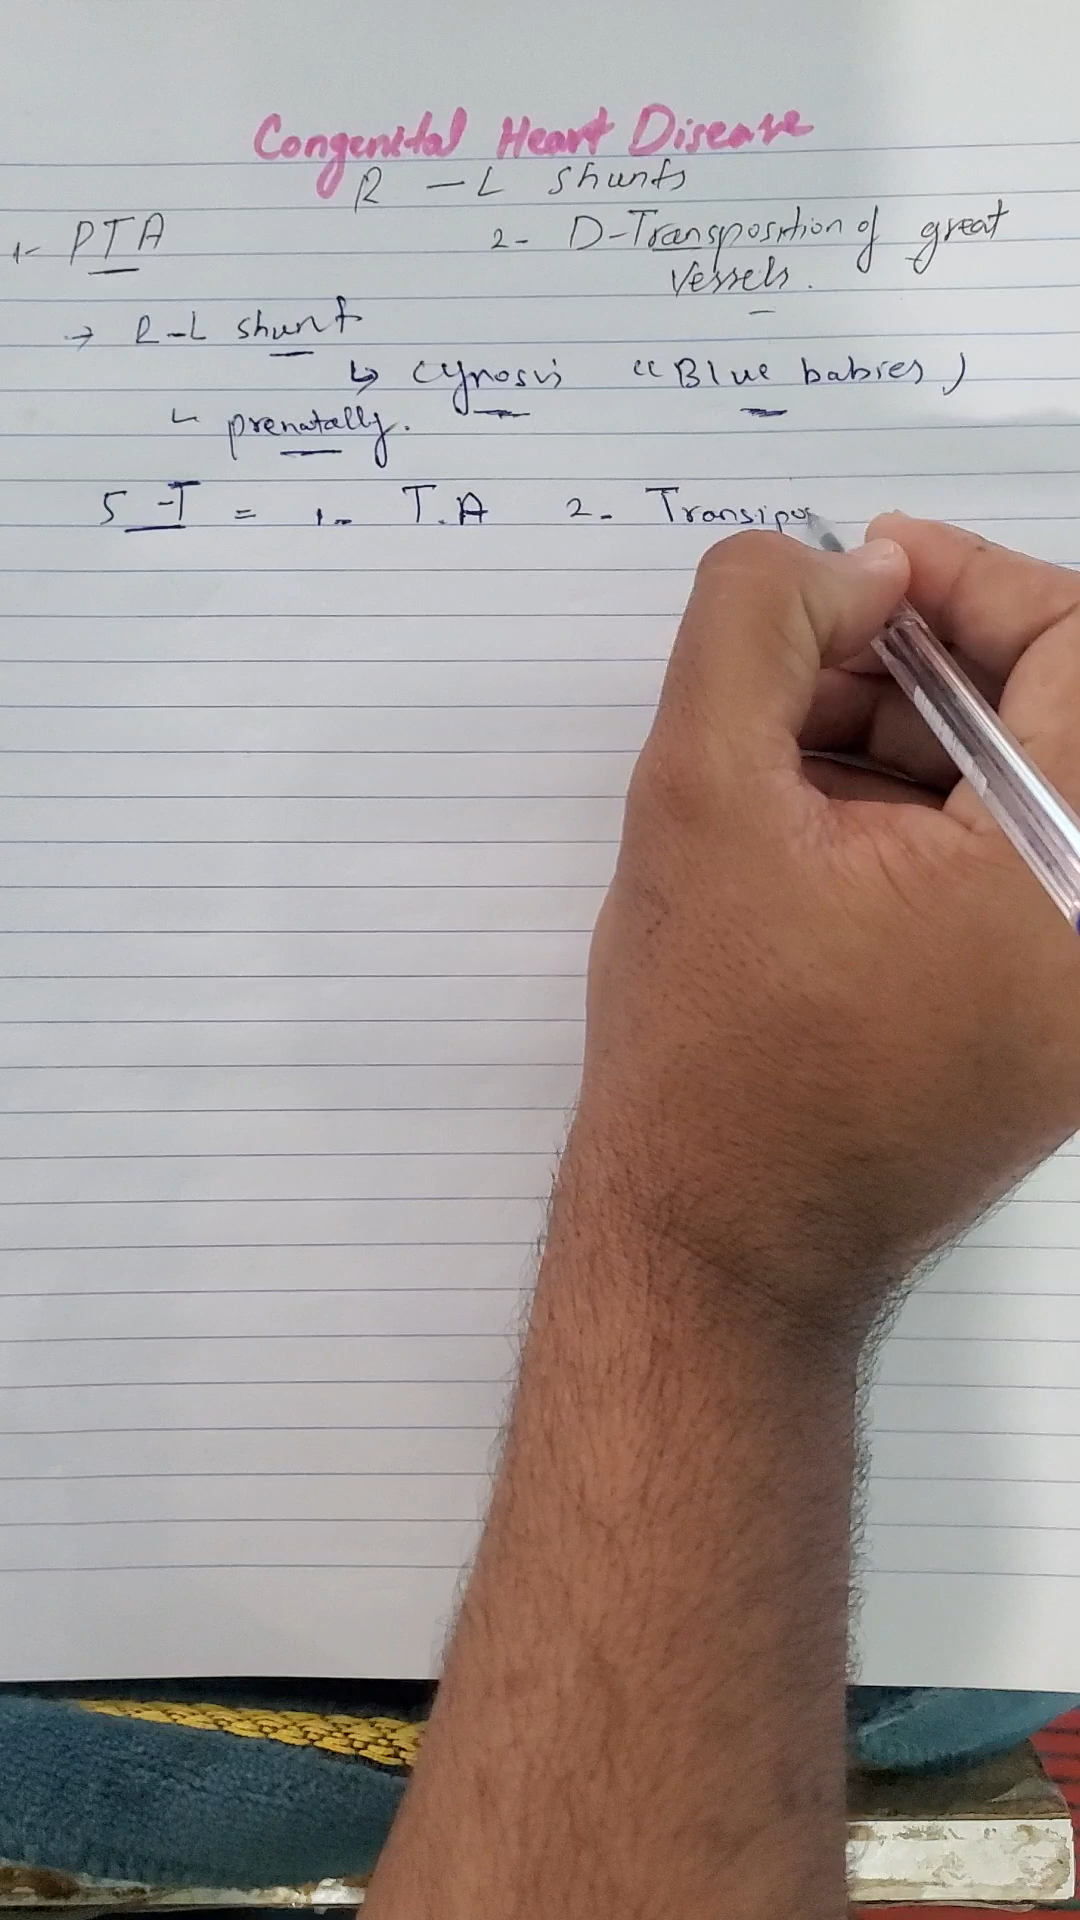 Congenital Heart Disease
R - L shunts
1- PTA 2- D-Transposition of great
Vessels.
→ R-L shunt
↳ Cynosis "Blue babies)
↳ prenatally.
5-T = 1- T.A 2- Transipos